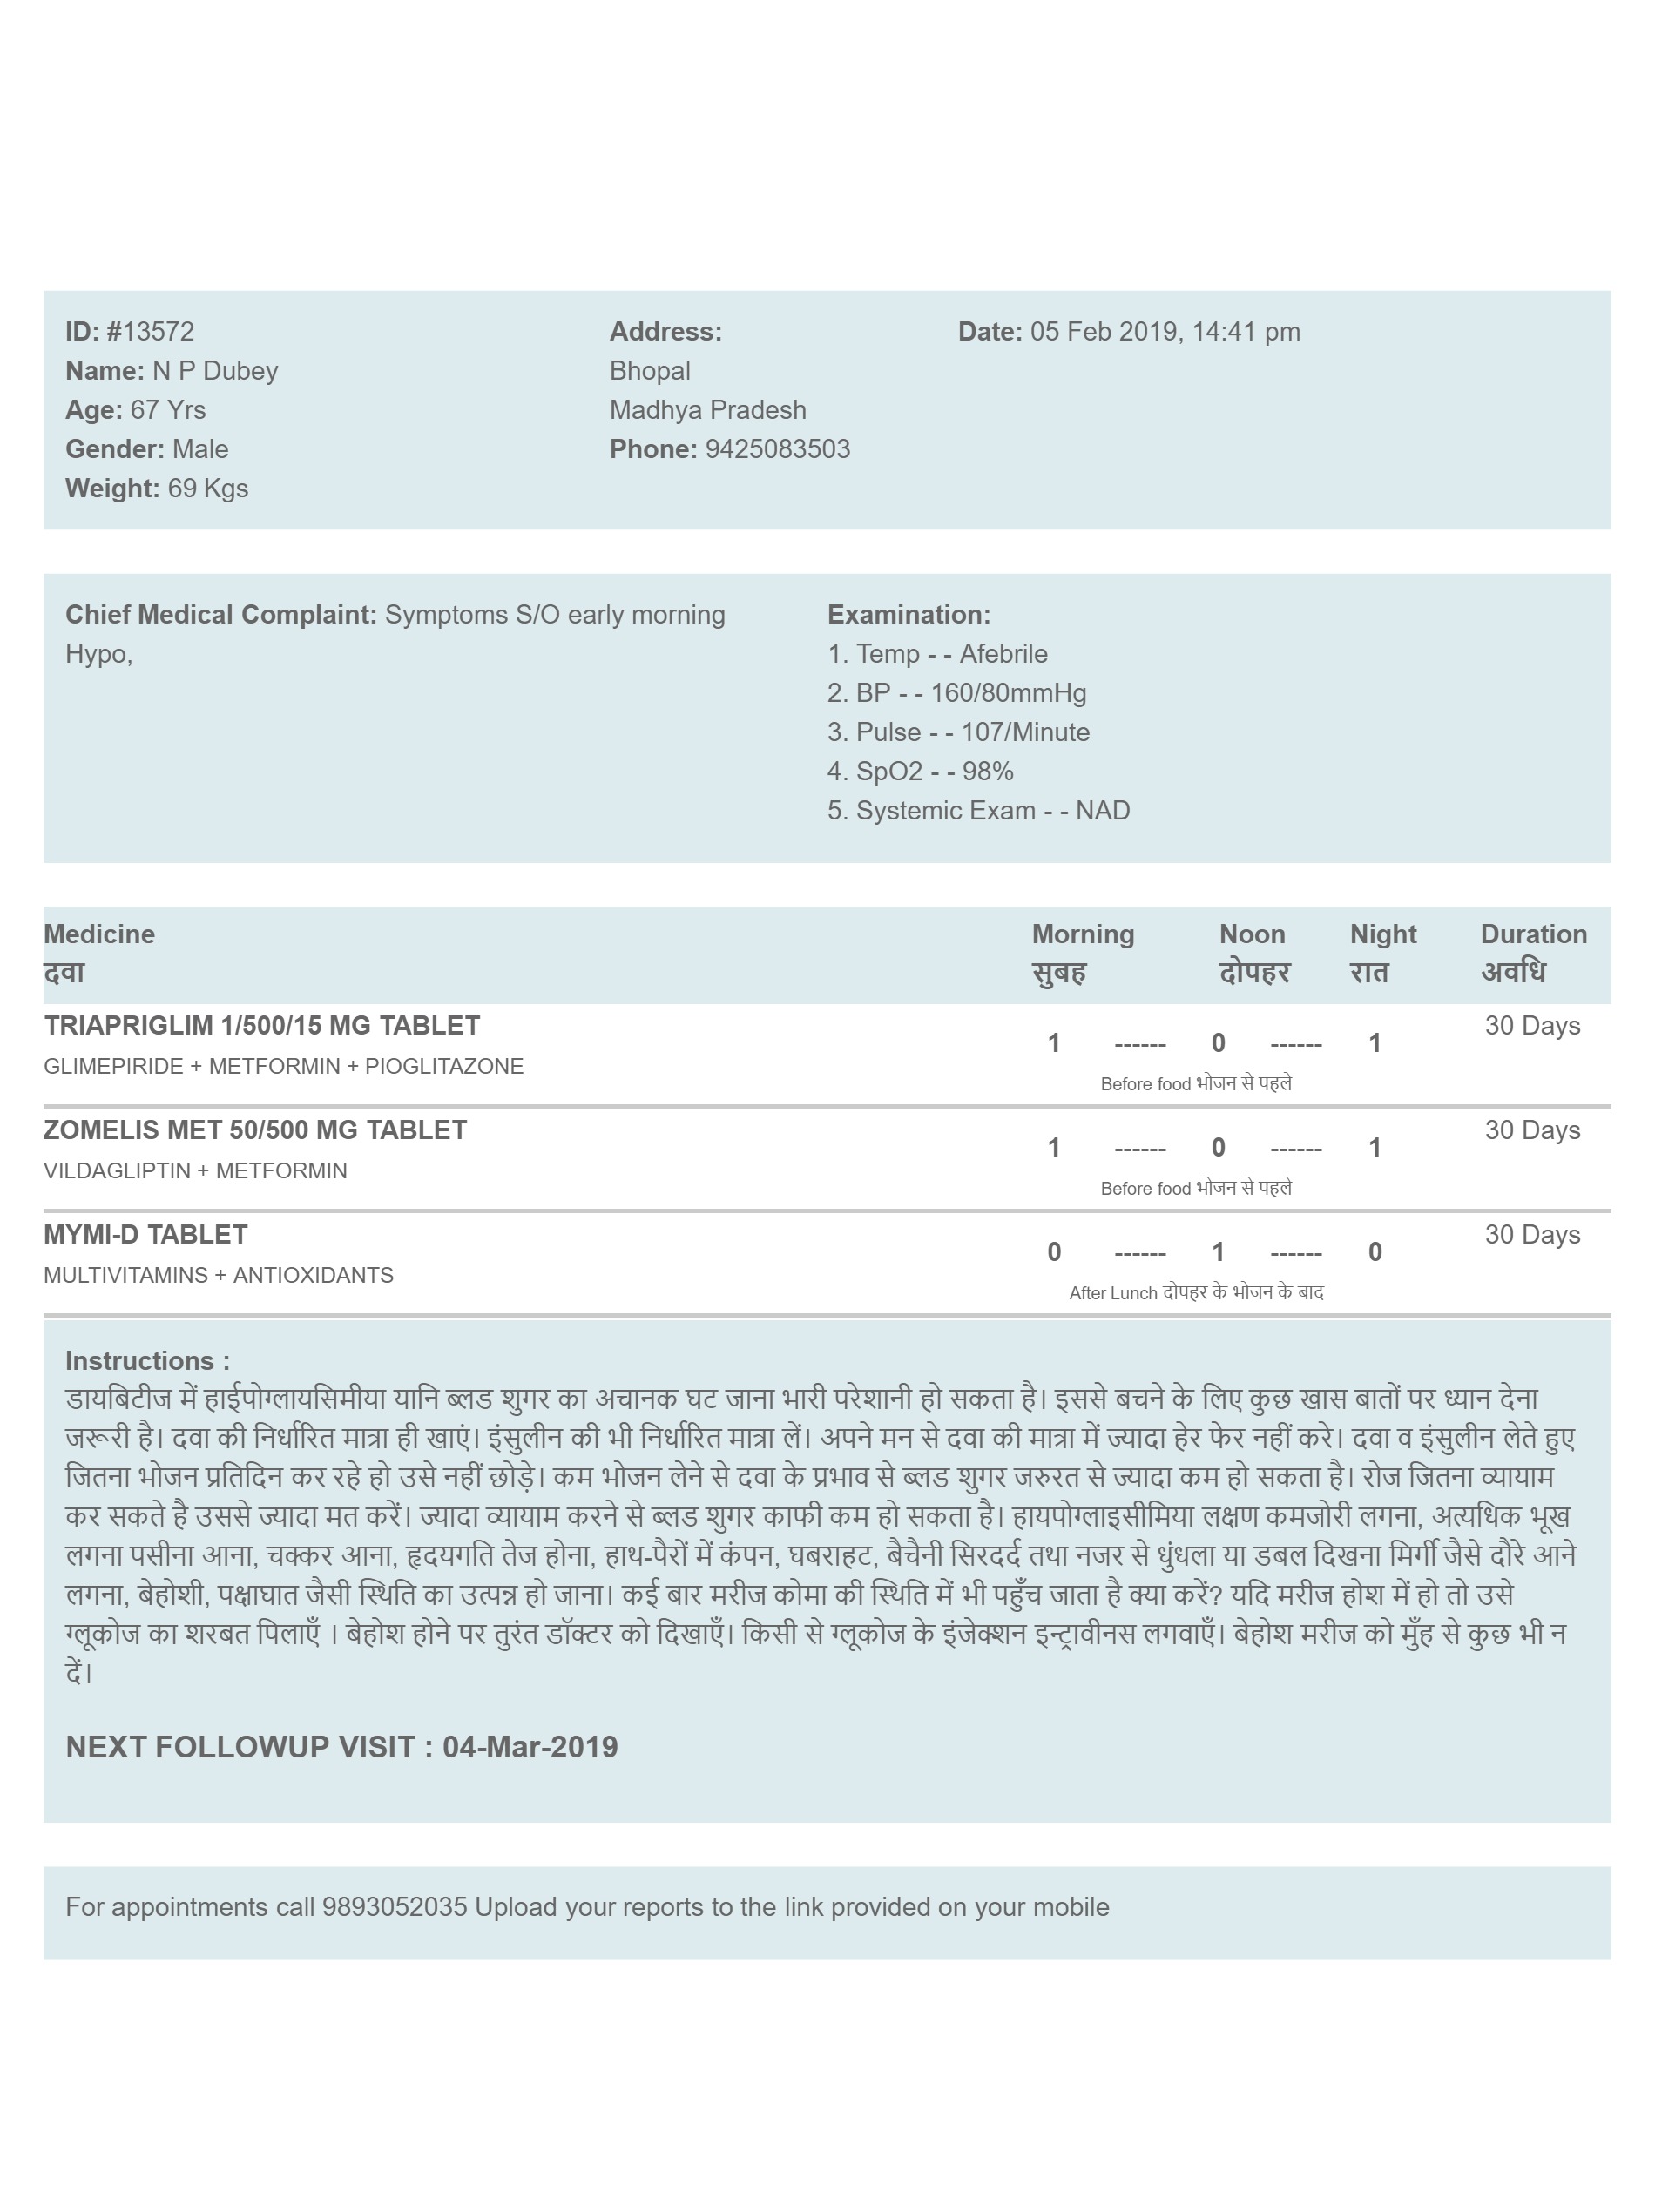 ID: #13572
Name: N P Dubey
Age: 67 Yrs
Gender: Male
Weight: 69 Kgs
Address:
Bhopal
Madhya Pradesh
Phone: 9425083503
Date: 05 Feb 2019, 14:41 pm
Chief Medical Complaint: Symptoms S/O early morning
Hypo,
Examination:
1. Temp - - Afebrile
2. BP - - 160/80mmHg
3. Pulse - - 107/Minute
4. SpO2 - - 98%
5. Systemic Exam - - NAD
Medicine Morning Noon Night Duration
दवा सुबह दोपहर रात अवधि
TRIAPRIGLIM 1/500/15 MG TABLET 30 Days
1 ------ 0 ------ 1
GLIMEPIRIDE + METFORMIN + PIOGLITAZONE
Before food भोजन से पहले
ZOMELIS MET 50/500 MG TABLET 30 Days
1 ------ 0 ------ 1
VILDAGLIPTIN + METFORMIN
Before food भोजन से पहले
MYMI-D TABLET 30 Days
0 ------ 1 ------ 0
MULTIVITAMINS + ANTIOXIDANTS
After Lunch दोपहर के भोजन के बाद
Instructions :
डायबिटीज में हाईपोग्लायसिमीया यानि ब्लड शुगर का अचानक घट जाना भारी परेशानी हो सकता है। इससे बचने के लिए कुछ खास बातों पर ध्यान देना
जरूरी है। दवा की निर्धारित मात्रा ही खाएं। इंसुलीन की भी निर्धारित मात्रा लें। अपने मन से दवा की मात्रा में ज्यादा हेर फेर नहीं करे। दवा व इंसुलीन लेते हुए
जितना भोजन प्रतिदिन कर रहे हो उसे नहीं छोड़े। कम भोजन लेने से दवा के प्रभाव से ब्लड शुगर जरुरत से ज्यादा कम हो सकता है। रोज जितना व्यायाम
कर सकते है उससे ज्यादा मत करें। ज्यादा व्यायाम करने से ब्लड शुगर काफी कम हो सकता है। हायपोग्लाइसीमिया लक्षण कमजोरी लगना, अत्यधिक भूख
लगना पसीना आना, चक्कर आना, हृदयगति तेज होना, हाथ-पैरों में कंपन, घबराहट, बैचैनी सिरदर्द तथा नजर से धुंधला या डबल दिखना मिर्गी जैसे दौरे आने
लगना, बेहोशी, पक्षाघात जैसी स्थिति का उत्पन्न हो जाना। कई बार मरीज कोमा की स्थिति में भी पहुँच जाता है क्या करें? यदि मरीज होश में हो तो उसे
ग्लूकोज का शरबत पिलाएँ । बेहोश होने पर तुरंत डॉक्टर को दिखाएँ। किसी से ग्लूकोज के इंजेक्शन इन्ट्रावीनस लगवाएँ। बेहोश मरीज को मुँह से कुछ भी न
दें।
NEXT FOLLOWUP VISIT : 04-Mar-2019
For appointments call 9893052035 Upload your reports to the link provided on your mobile